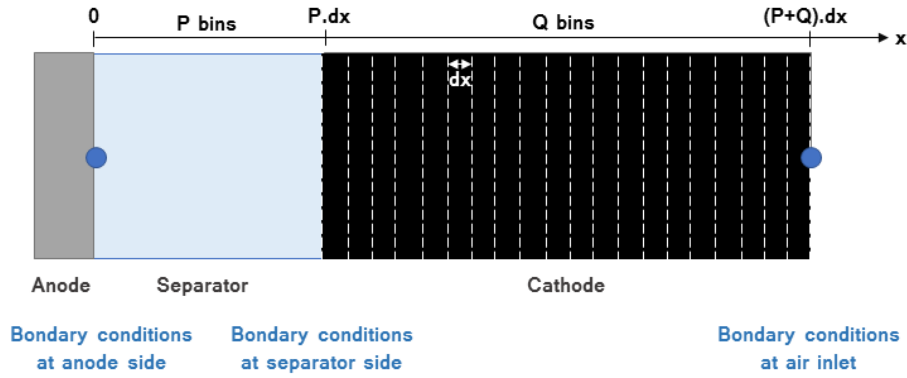 0
P bins
P.dx
Q bins
(P+Q).dx
x
dx
Anode
Separator
Cathode
Bondary conditions
at anode side
Bondary conditions
at separator side
Bondary conditions
at air inlet